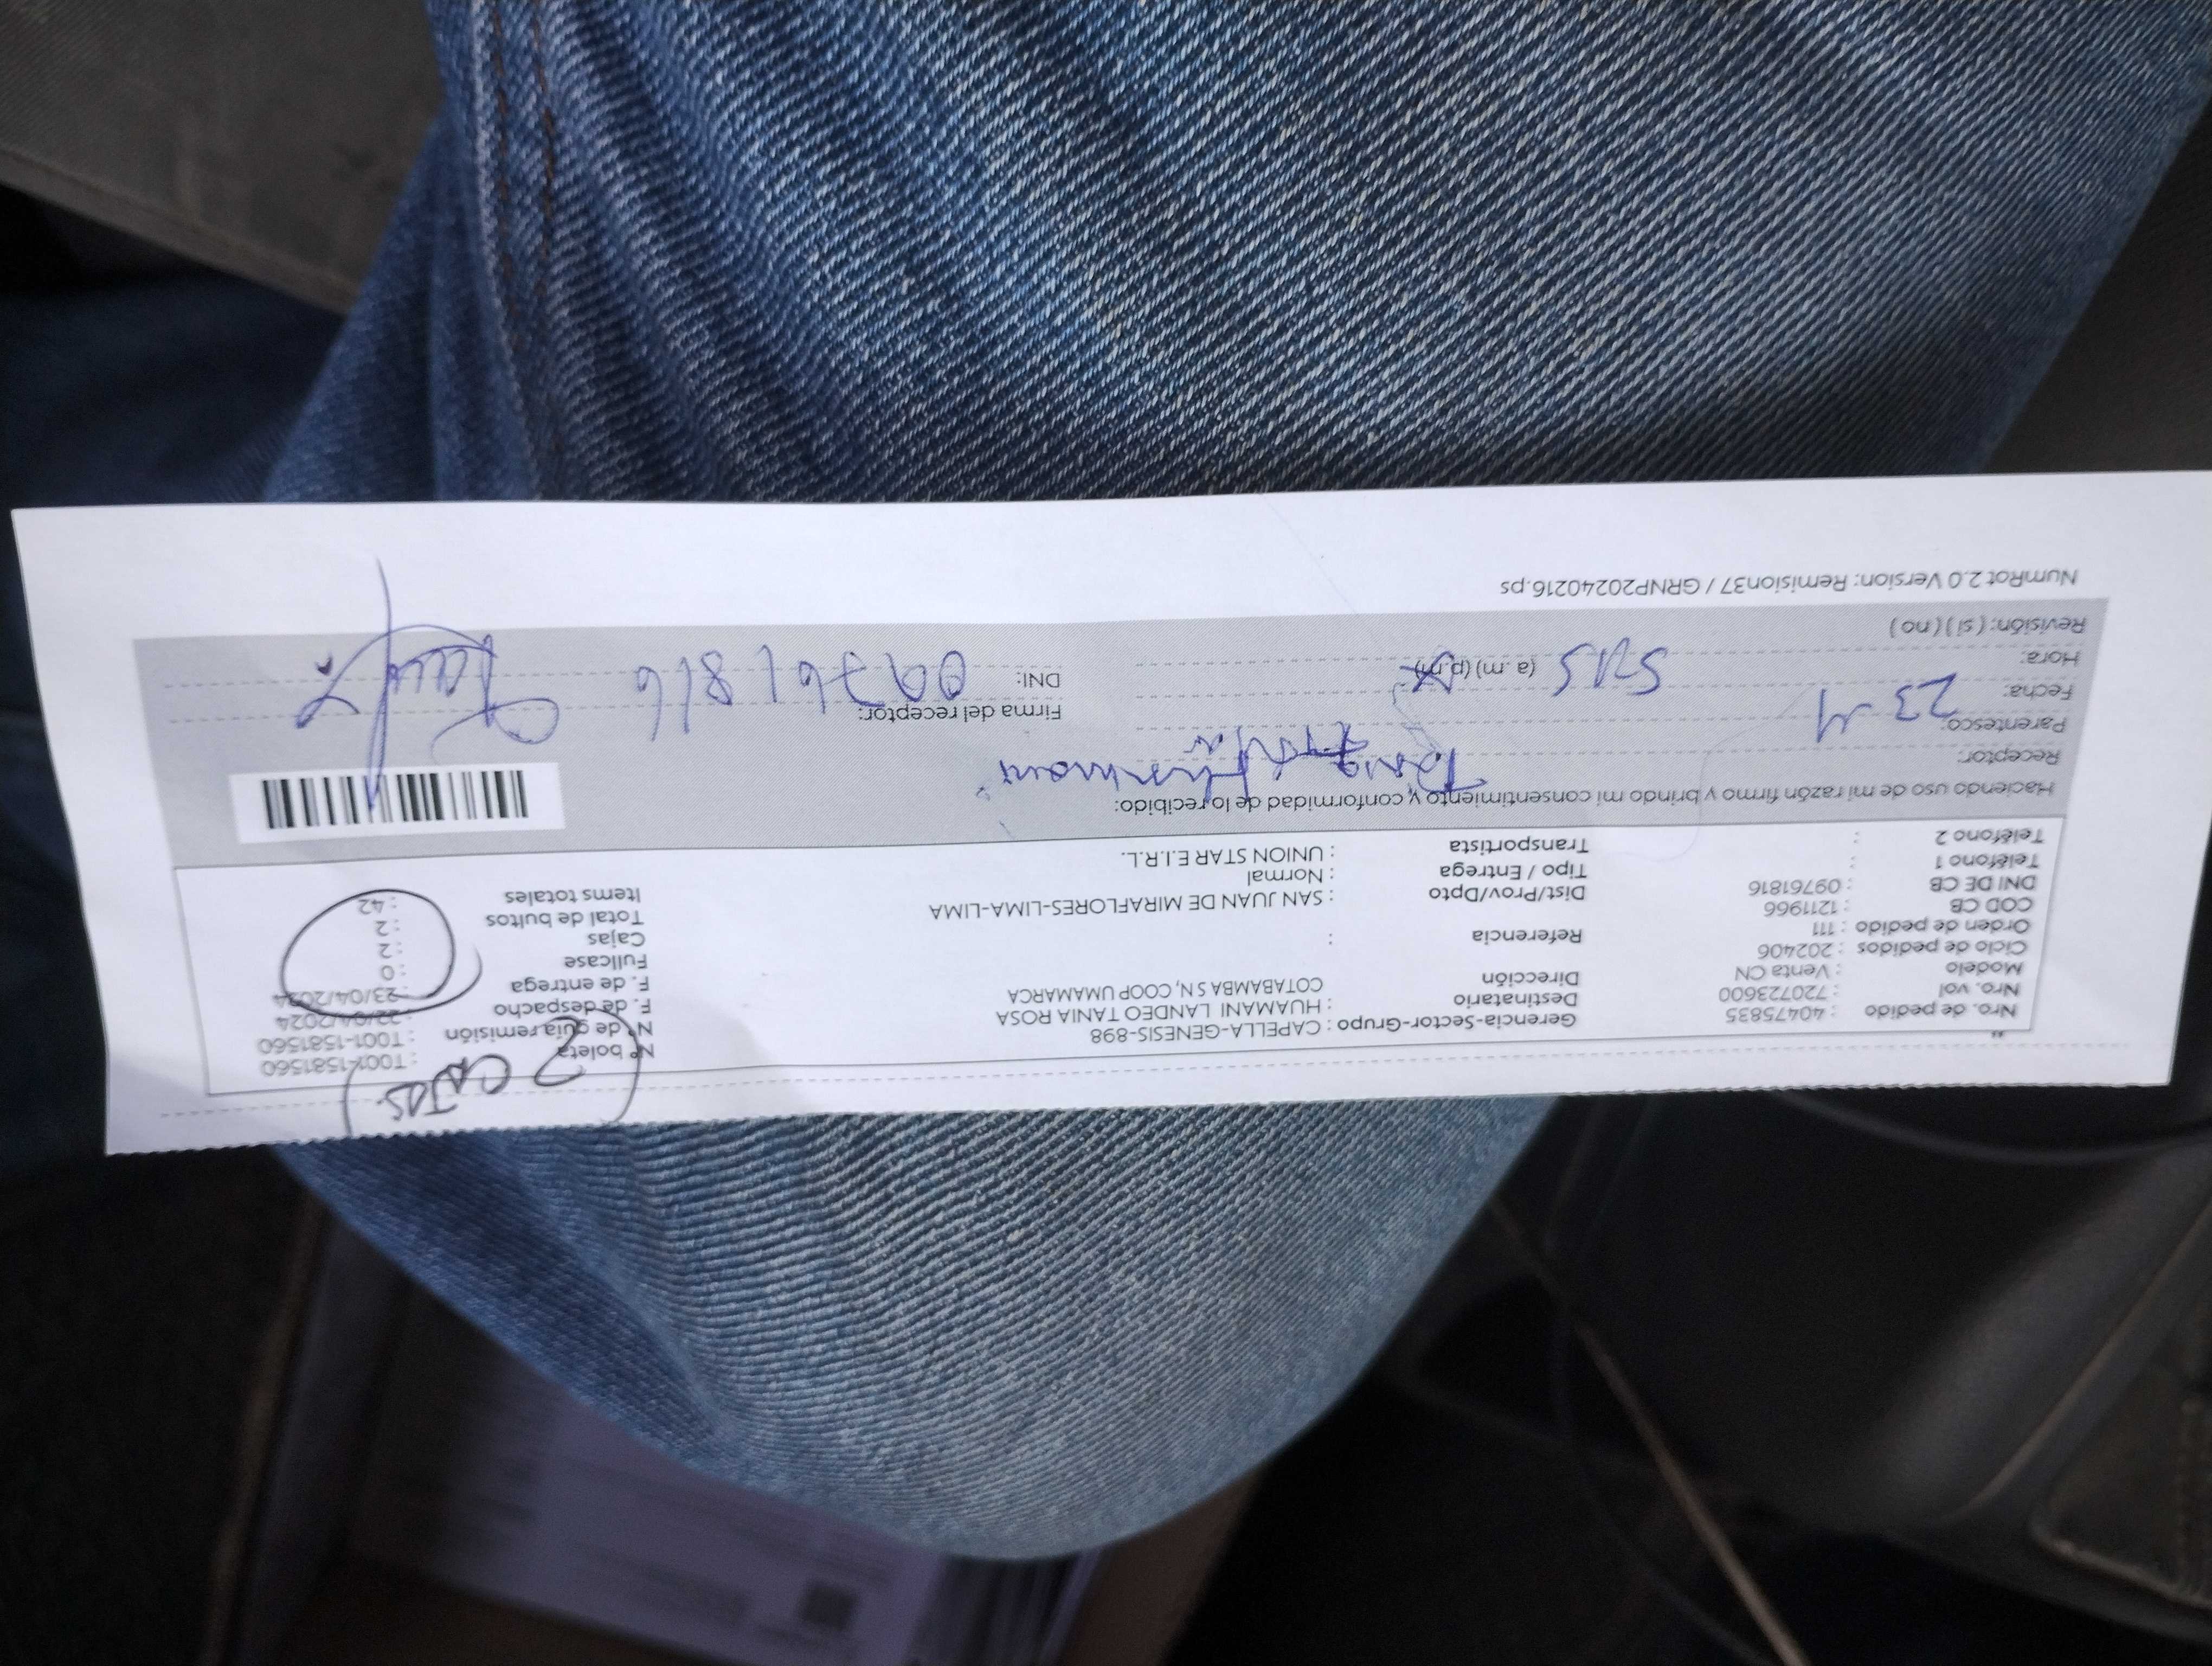 2 CAJAS
Nro. de pedido : 40475835
Nro. vol : 720723600
Modelo : Venta CN
Ciclo de pedidos : 202406
Orden de pedido : 111
COD CB : 1211966
DNI DE CB : 09761816
Teléfono 1 :
Teléfono 2 :
Gerencia-Sector-Grupo : CAPELLA-GENESIS-898
Destinatario : HUAMANI LANDEO TANIA ROSA
Dirección COTABAMBA S N, COOP UMAMARCA
Referencia :
Dist/Prov/Dpto : SAN JUAN DE MIRAFLORES-LIMA-LIMA
Tipo / Entrega : Normal
Transportista : UNION STAR E.I.R.L.
N° boleta : T001-1581560
N° de guía remisión : T001-1581560
F. de despacho : 22/04/2024
F. de entrega : 23/04/2024
Fullcase : 0
Cajas : 2
Total de bultos : 2
Items totales : 42
Haciendo uso de mi razón firmo y brindo mi consentimiento y conformidad de lo recibido:
Receptor: Huamani
Parentesco:
Fecha: 23
Hora: (a. m) (p.m)
Revisión: ( si ) ( no )
Firma del receptor:
DNI: 09761816
NumRot 2.0 Version: Remision37 / GRNP20240216.ps